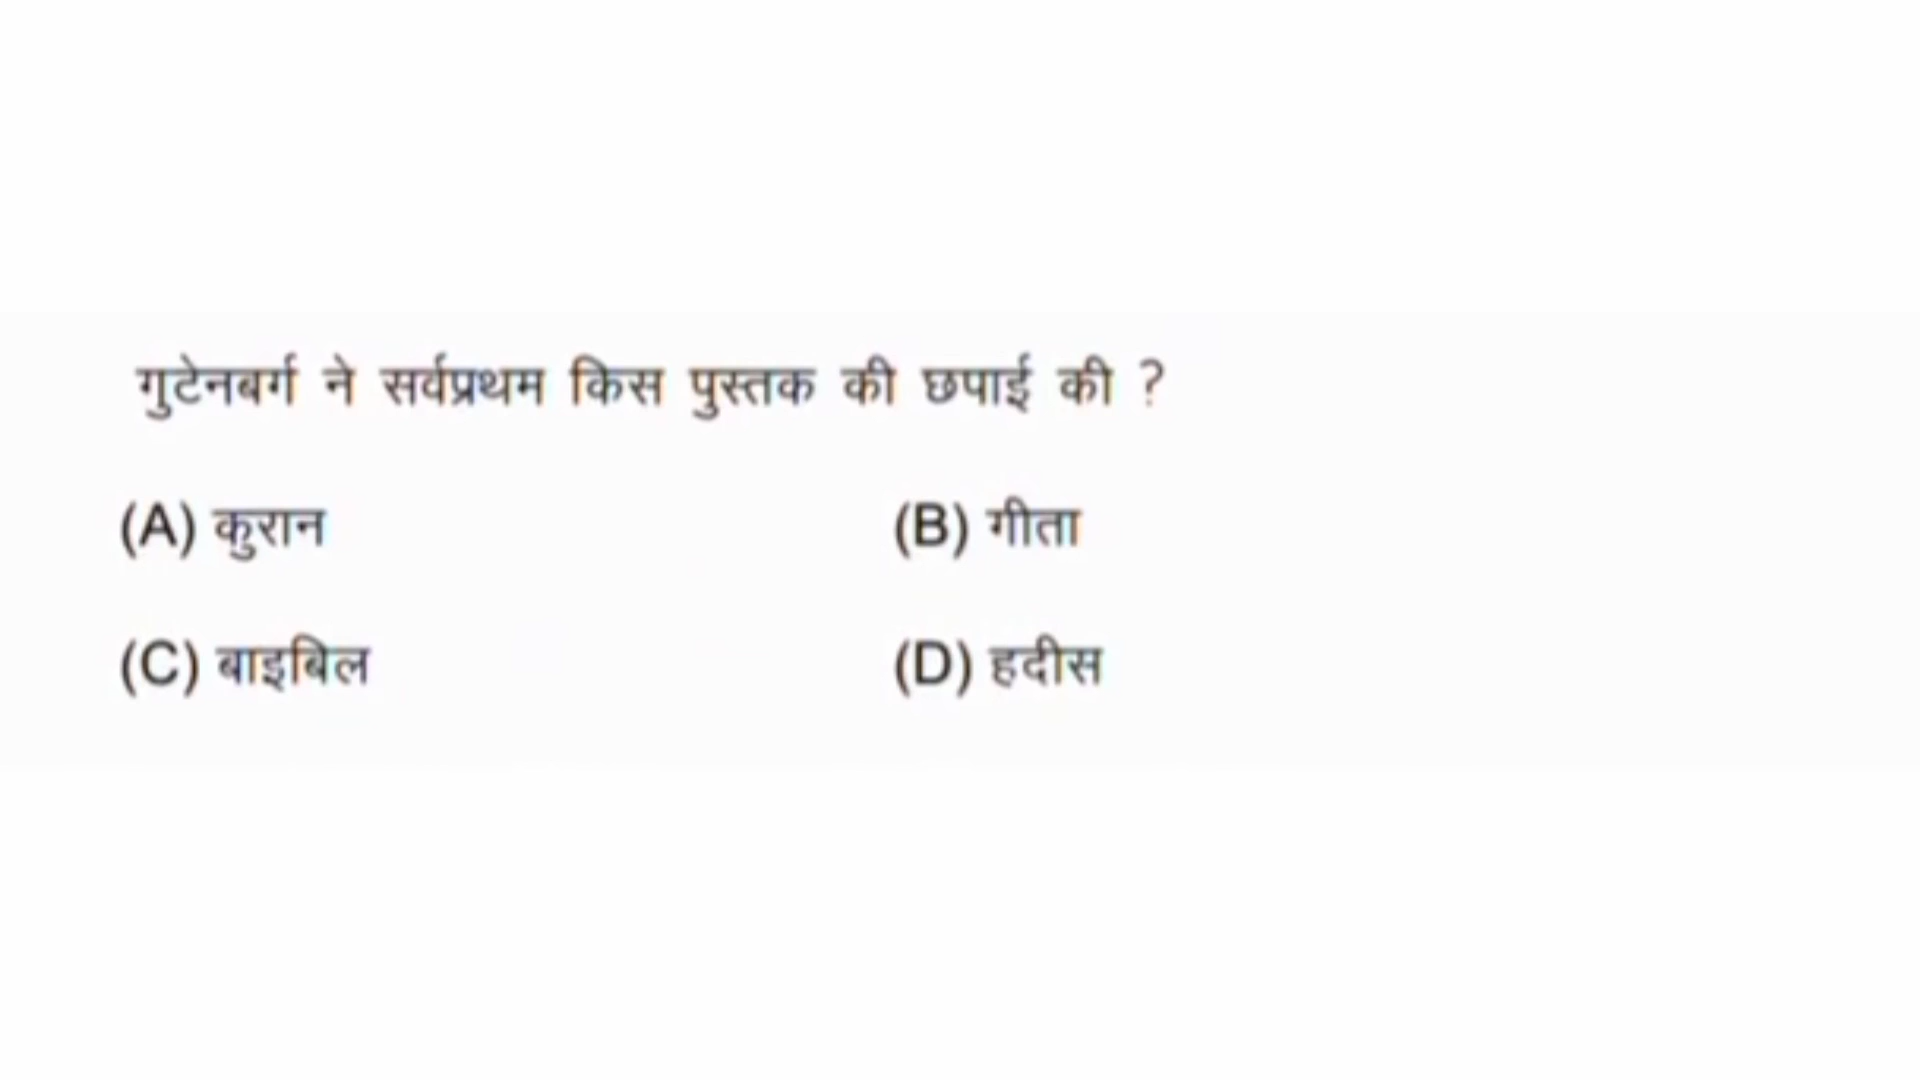 गुटेनबर्ग ने सर्वप्रथम किस पुस्तक की छपाई की ?
(A) कुरान (B) गीता
(C) बाइबिल (D) हदीस